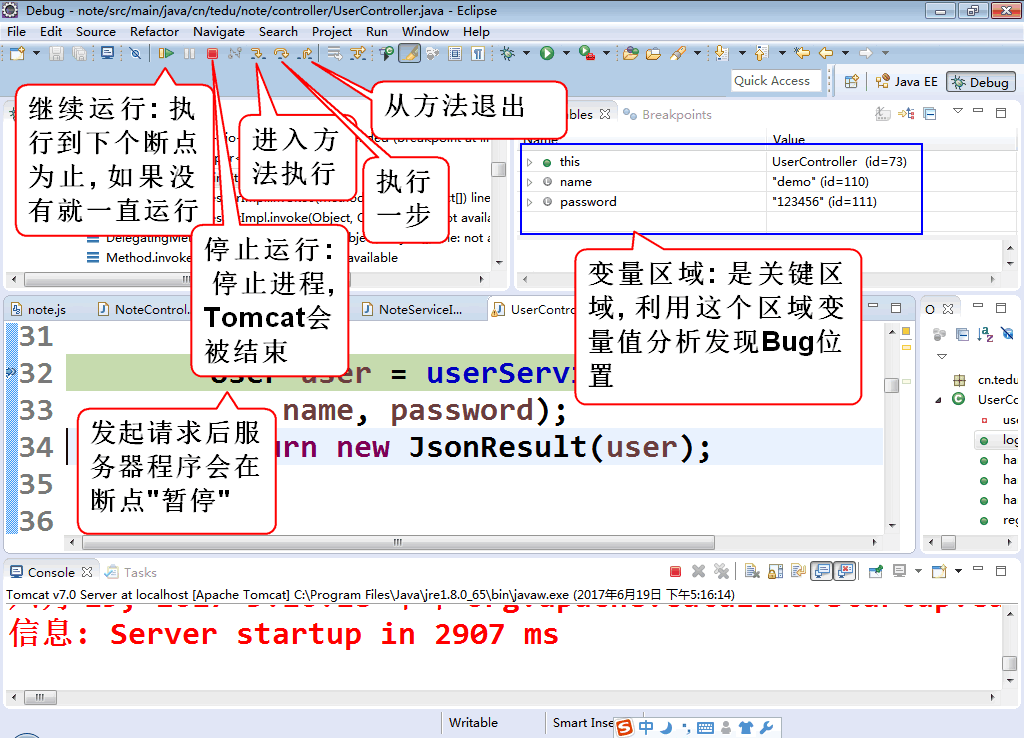 Debug - note/src/main/java/cn/tedu/note/controller/UserController.java - Eclipse
File Edit Source Refactor Navigate Search Project Run Window Help
Quick Access
Java EE
Debug
继续运行: 执
行到下个断点
为止, 如果没
有就一直运行
进入方
法执行
从方法退出
执行
一步
停止运行:
停止进程,
Tomcat会
被结束
bles
Breakpoints
Name Value
this UserController (id=73)
name "demo" (id=110)
password "123456" (id=111)
rImpl.invoke(Object, O
ot availa
DelegatingMe
le: not a
Method.invoke
available
变量区域: 是关键区
域, 利用这个区域变
量值分析发现Bug位
置
note.js
NoteControl...
NoteServiceI...
UserContro
31
32 User user = userServi
33 name, password);
34 urn new JsonResult(user);
35
36
发起请求后服
务器程序会在
断点"暂停"
O
cn.tedu
UserCo
use
log
ha
ha
ha
reg
Console
Tasks
Tomcat v7.0 Server at localhost [Apache Tomcat] C:\Program Files\Java\jre1.8.0_65\bin\javaw.exe (2017年6月19日 下午5:16:14)
信息: Server startup in 2907 ms
Writable
Smart Inse
中